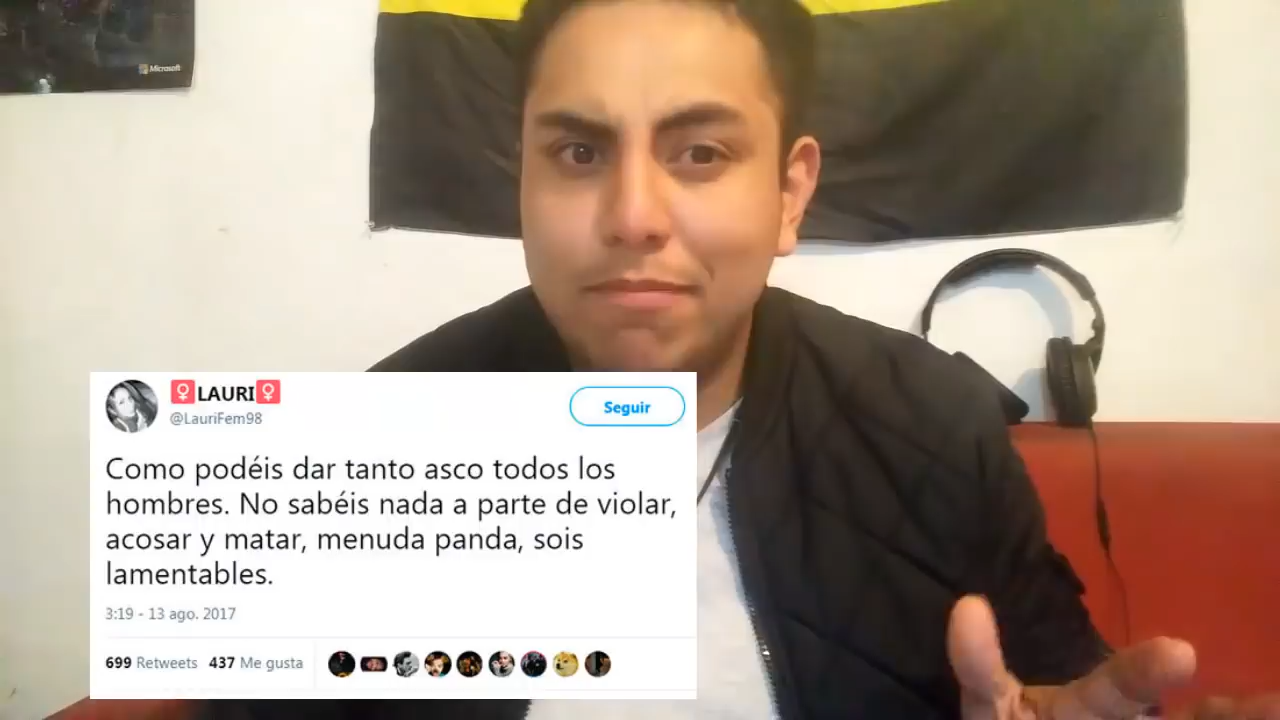 Microsoft
LAURI
@LauriFem98
Seguir
Como podéis dar tanto asco todos los
hombres. No sabéis nada a parte de violar,
acosar y matar, menuda panda, sois
lamentables.
3:19 - 13 ago. 2017
699 Retweets 437 Me gusta